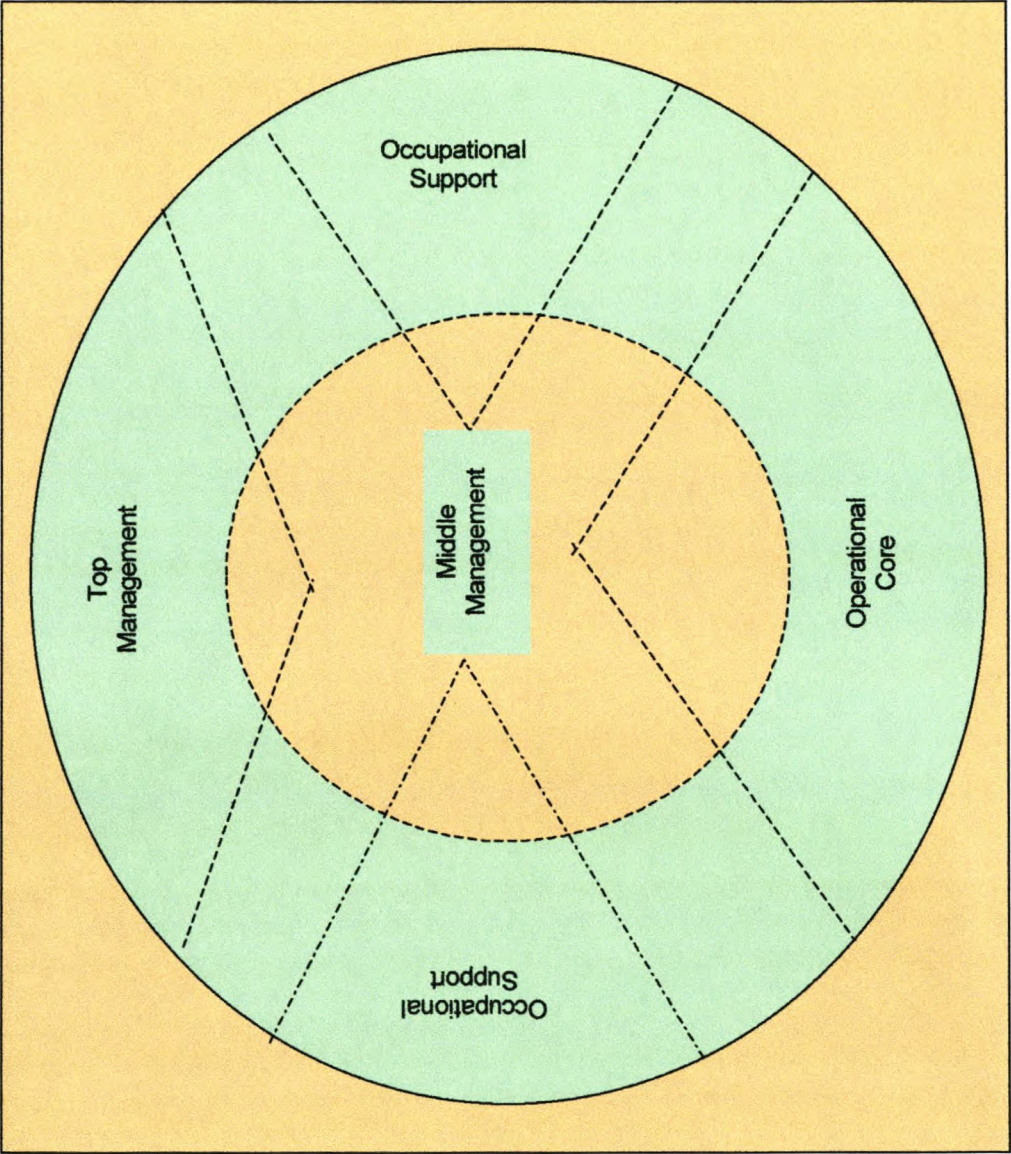 Occupational
Support
Top
Management
Middle
Management
Operational
Core
Occupational
Support